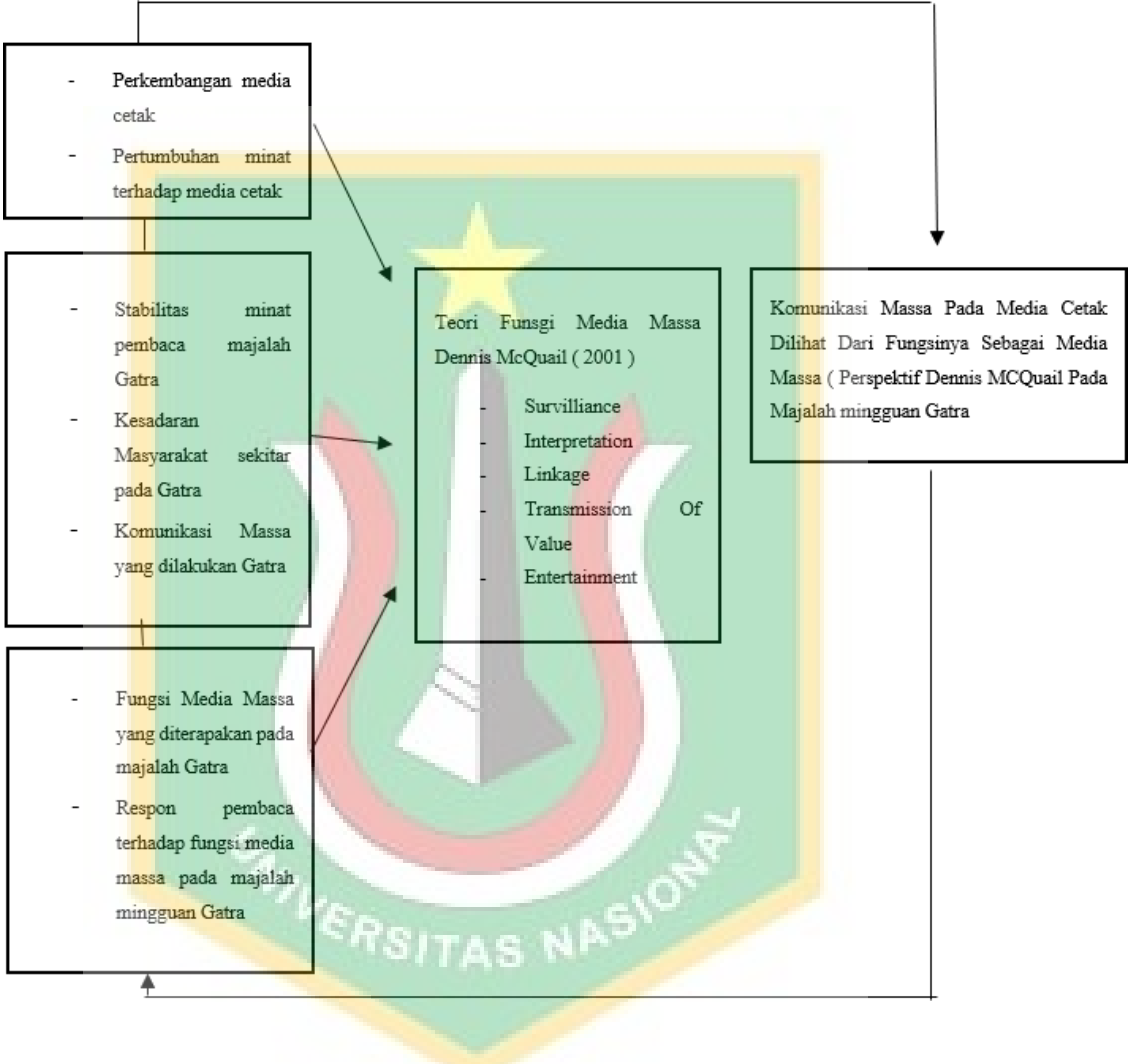 - Perkembangan media
cetak
- Pertumbuhan minat
terhadap media cetak
- Stabilitas minat
pembaca majalah
Gatra
- Kesadaran
Masyarakat sekitar
pada Gatra
- Komunikasi Massa
yang dilakukan Gatra
- Fungsi Media Massa
yang diterapakan pada
majalah Gatra
- Respon pembaca
terhadap fungsi media
massa pada majalah
mingguan Gatra
Teori Funsgi Media Massa
Dennis McQuail ( 2001 )
- Survilliance
- Interpretation
- Linkage
- Transmission Of
Value
- Entertainment
Komunikasi Massa Pada Media Cetak
Dilihat Dari Fungsinya Sebagai Media
Massa ( Perspektif Dennis MCQuail Pada
Majalah mingguan Gatra
UNIVERSITAS NASIONAL